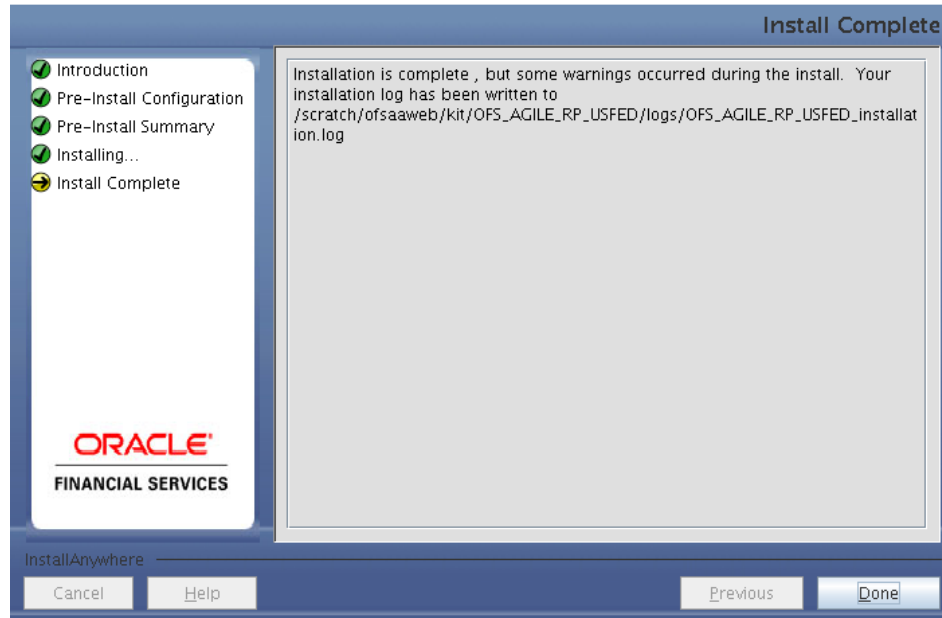 Install Complete
Introduction
Pre-Install Configuration
Pre-Install Summary
Installing...
Install Complete
Installation is complete , but some warnings occurred during the install.  Your
installation log has been written to
/scratch/ofsaaweb/kit/OFS_AGILE_RP_USFED/logs/OFS_AGILE_RP_USFED_installat
ion.log
ORACLE'
FINANCIAL SERVICES
InstallAnywhere
Cancel
Help
Previous
Done